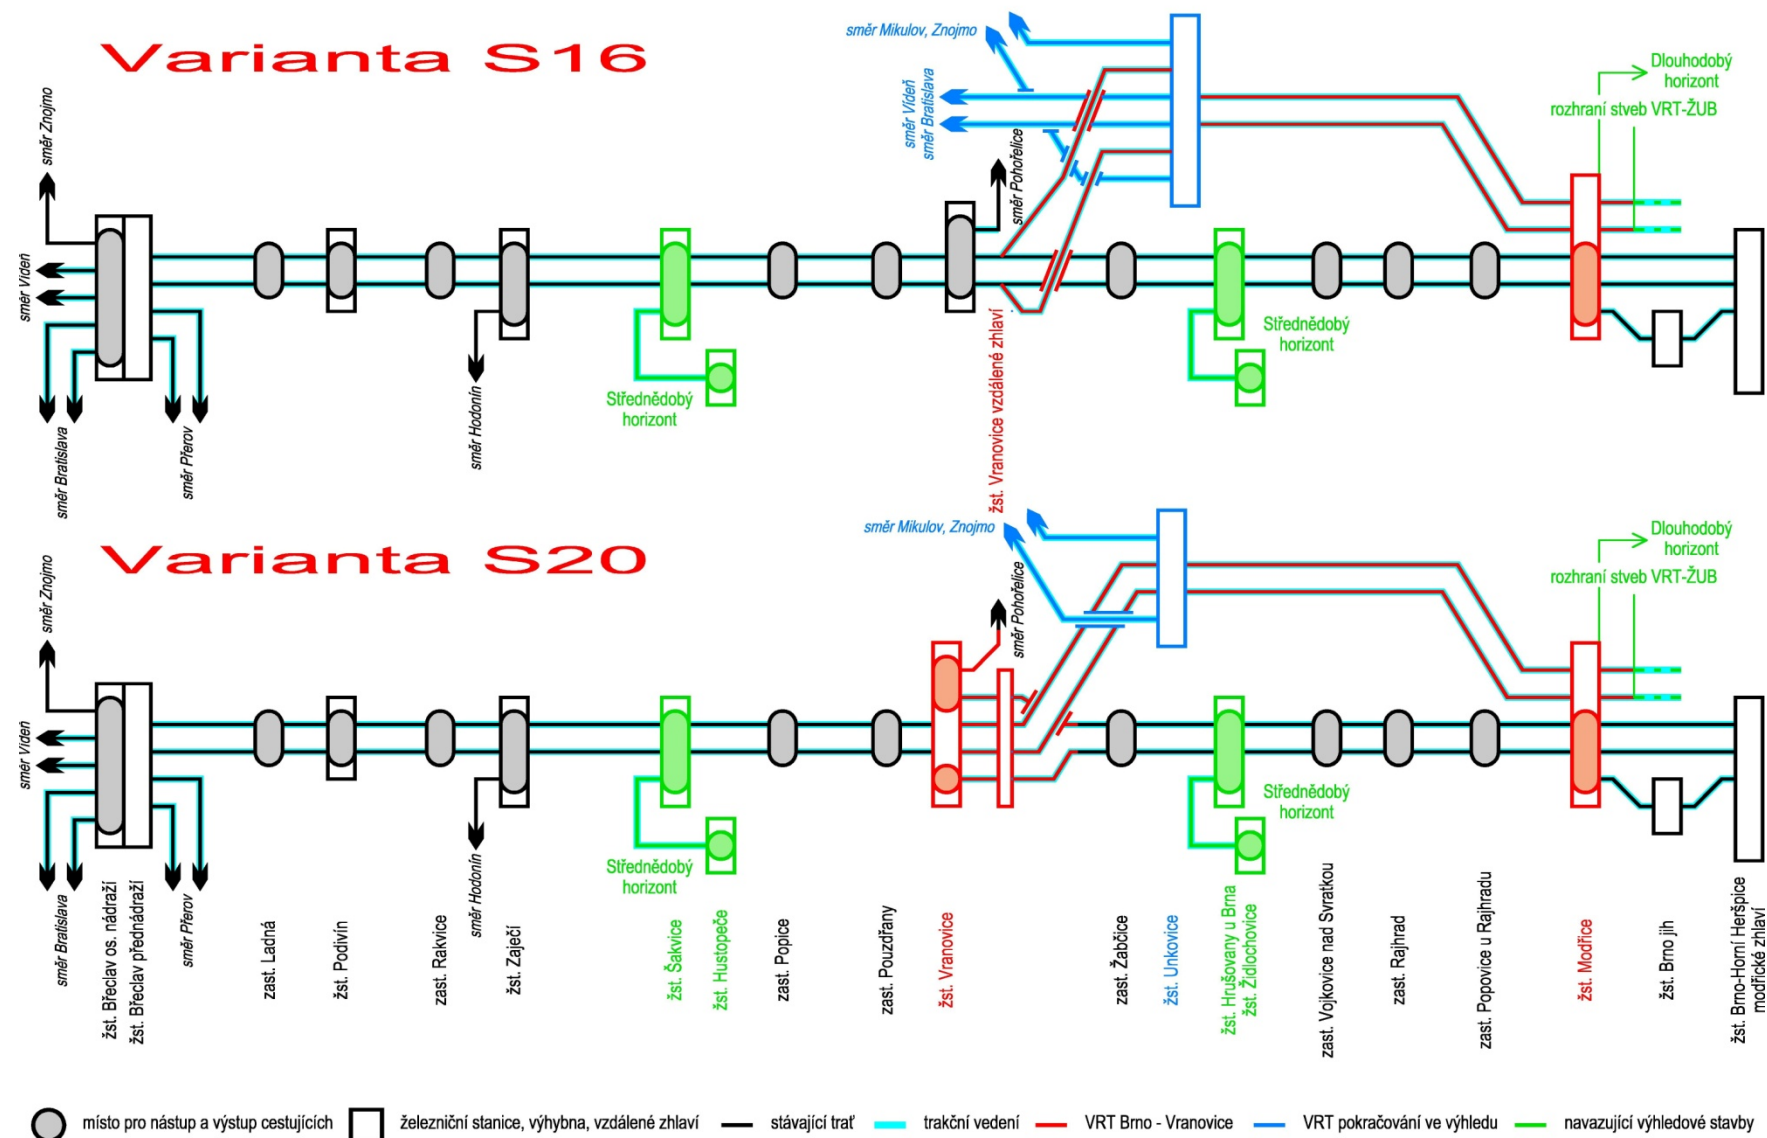 Varianta S16
směr Mikulov, Znojmo
směr Vídeň
směr Bratislava
směr Pohořelice
směr Znojmo
směr Vídeň
směr Bratislava
směr Přerov
směr Hodonín
Střednědobý
horizont
žst. Vranovice vzdálené zhlaví
Střednědobý
horizont
Dlouhodobý
horizont
rozhraní stveb VRT-ŽUB
Varianta S20
směr Mikulov, Znojmo
směr Pohořelice
směr Znojmo
směr Vídeň
směr Bratislava
směr Přerov
směr Hodonín
Střednědobý
horizont
Střednědobý
horizont
Dlouhodobý
horizont
rozhraní stveb VRT-ŽUB
žst. Břeclav os. nádraží
žst. Břeclav přednádraží
zast. Ladná
žst. Podivín
zast. Rakvice
žst. Zaječí
žst. Šakvice
žst. Hustopeče
zast. Popice
zast. Pouzdřany
žst. Vranovice
zast. Žabčice
žst. Unkovice
žst. Hrušovany u Brna
žst. Židlochovice
zast. Vojkovice nad Svratkou
zast. Rajhrad
zast. Popovice u Rajhradu
žst. Modřice
žst. Brno jih
žst. Brno-Horní Heršpice
modřické zhlaví
místo pro nástup a výstup cestujících
železniční stanice, výhybna, vzdálené zhlaví
stávající trať
trakční vedení
VRT Brno - Vranovice
VRT pokračování ve výhledu
navazující výhledové stavby